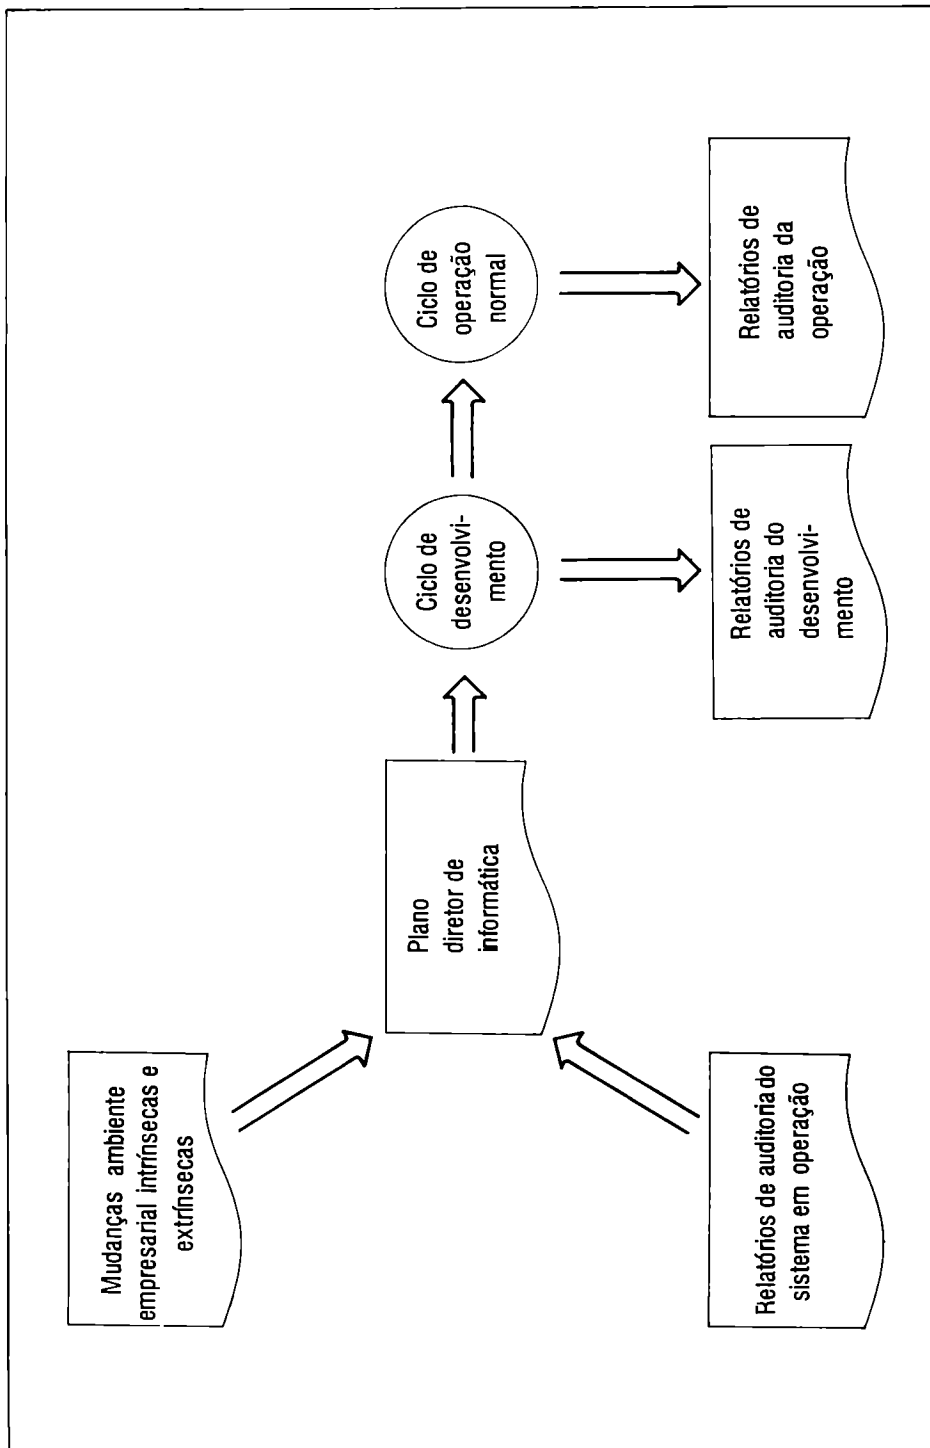 Mudanças ambiente
empresarial intrínsecas e
extrínsecas
Relatórios de auditoria do
sistema em operação
Plano
diretor de
informática
Ciclo de
desenvolvi-
mento
Relatórios de
auditoria do
desenvolvi-
mento
Ciclo de
operação
normal
Relatórios de
auditoria da
operação